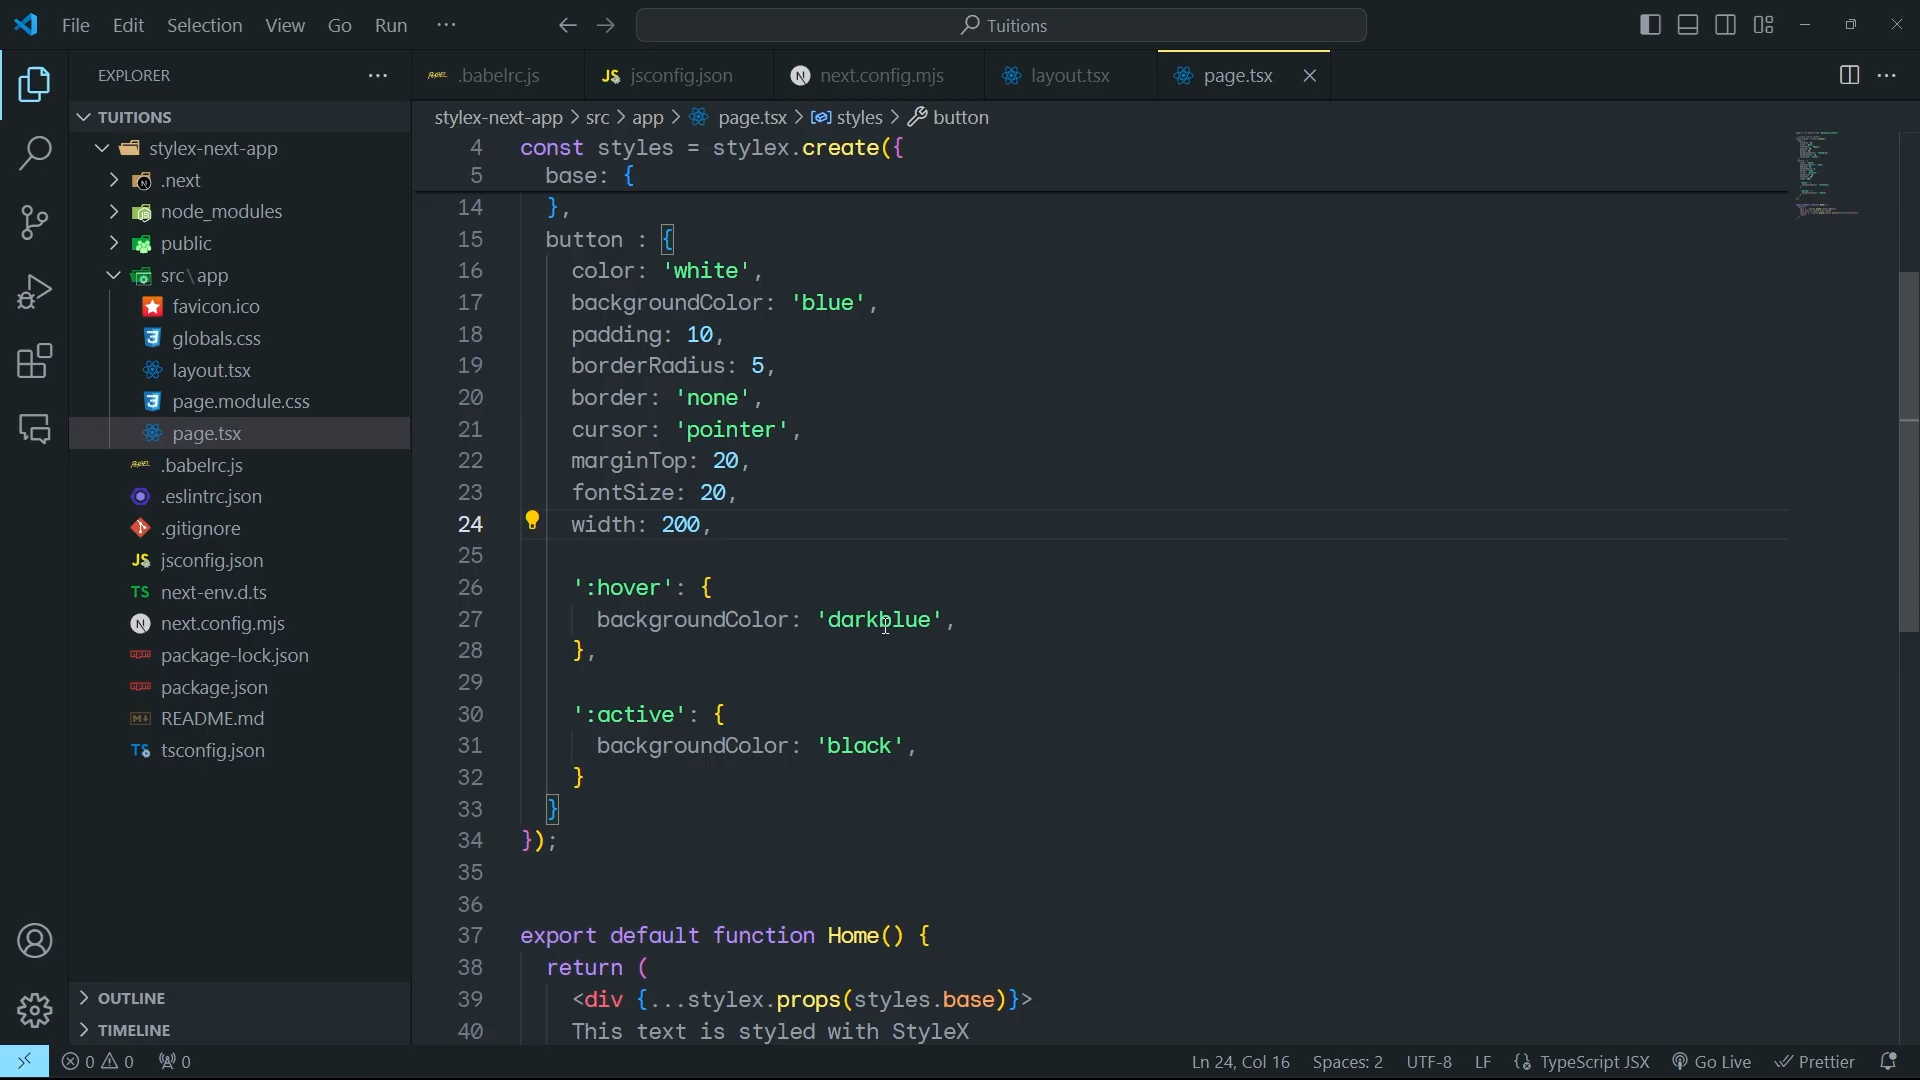 File Edit Selection View Go Run ··· Tuitions
EXPLORER ···
TUITIONS
stylex-next-app
.next
node_modules
public
src\app
favicon.ico
globals.css
layout.tsx
page.module.css
page.tsx
.babelrc.js
.eslintrc.json
.gitignore
jsconfig.json
next-env.d.ts
next.config.mjs
package-lock.json
package.json
README.md
tsconfig.json
OUTLINE
TIMELINE
.babelrc.js JS jsconfig.json N next.config.mjs layout.tsx page.tsx
stylex-next-app > src > app > page.tsx > styles > button
4 const styles = stylex.create({
5 base: {
14 },
15 button : {
16 color: 'white',
17 backgroundColor: 'blue',
18 padding: 10,
19 borderRadius: 5,
20 border: 'none',
21 cursor: 'pointer',
22 marginTop: 20,
23 fontSize: 20,
24 width: 200,
25
26 ':hover': {
27 backgroundColor: 'darkblue',
28 },
29
30 ':active': {
31 backgroundColor: 'black',
32 }
33 }
34 });
35
36
37 export default function Home() {
38 return (
39 <div {...stylex.props(styles.base)}>
40 This text is styled with StyleX
0 0 0 Ln 24, Col 16 Spaces: 2 UTF-8 LF TypeScript JSX Go Live Prettier